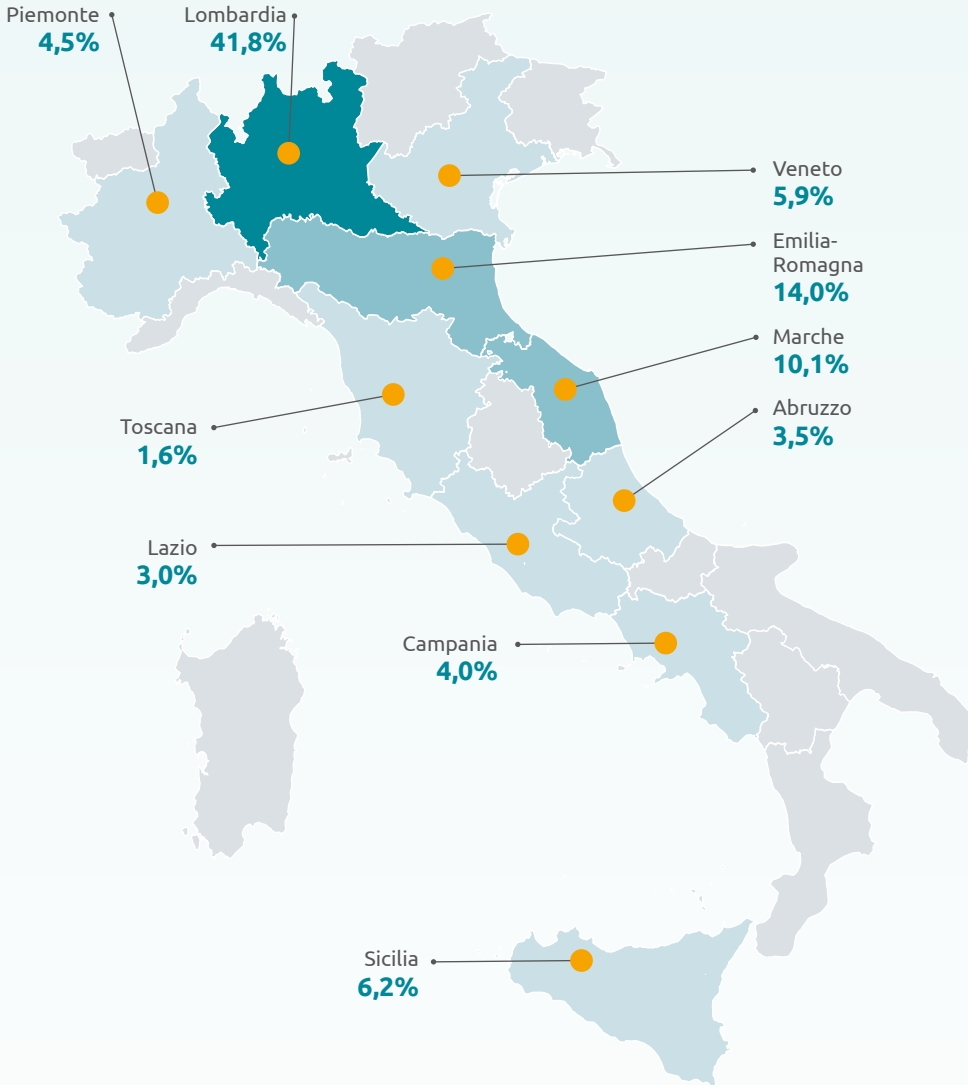 Piemonte
4,5%
Lombardia
41,8%
Veneto
5,9%
Emilia-
Romagna
14,0%
Marche
10,1%
Abruzzo
3,5%
Toscana
1,6%
Lazio
3,0%
Campania
4,0%
Sicilia
6,2%